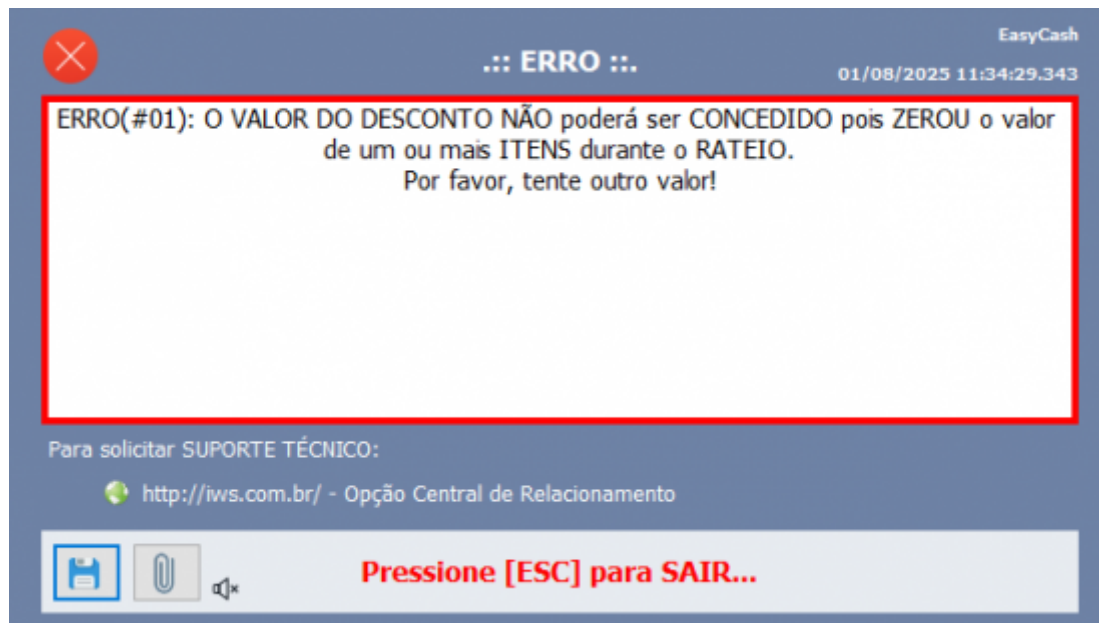 EasyCash
.:: ERRO ::.
01/08/2025 11:34:29.343
ERRO(#01): O VALOR DO DESCONTO NÃO poderá ser CONCEDIDO pois ZEROU o valor
de um ou mais ITENS durante o RATEIO.
Por favor, tente outro valor!
Para solicitar SUPORTE TÉCNICO:
http://iws.com.br/ - Opção Central de Relacionamento
Pressione [ESC] para SAIR...